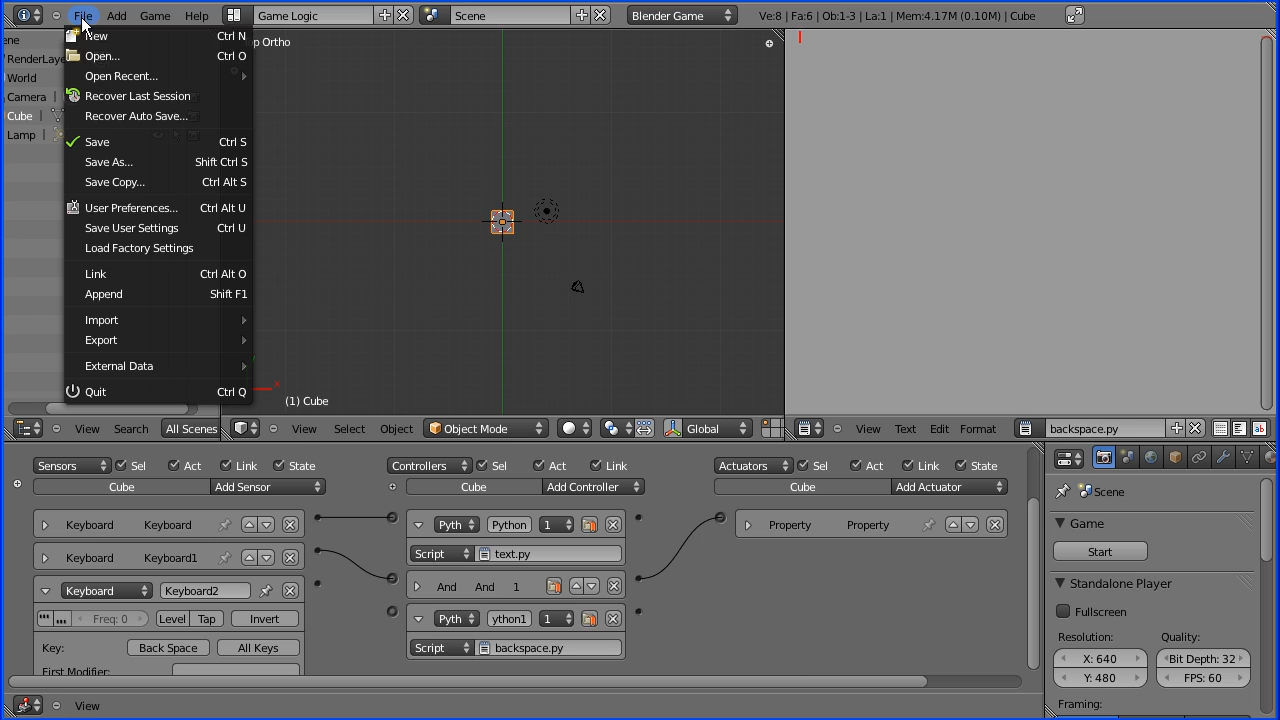 File Add Game Help Game Logic Scene Blender Game Ve:8 | Fa:6 | Ob:1-3 | La:1 | Mem:4.17M (0.10M) | Cube
New Ctrl N
Open... Ctrl O
Open Recent...
Recover Last Session
Recover Auto Save...
Save Ctrl S
Save As... Shift Ctrl S
Save Copy... Ctrl Alt S
User Preferences... Ctrl Alt U
Save User Settings Ctrl U
Load Factory Settings
Link Ctrl Alt O
Append Shift F1
Import
Export
External Data
Quit Ctrl Q
ene
RenderLaye
World
Camera
Cube
Lamp
p Ortho
(1) Cube
View Search All Scenes
View Select Object Object Mode Global
View Text Edit Format backspace.py
Sensors Sel Act Link State
Cube Add Sensor
Keyboard Keyboard
Keyboard Keyboard1
Keyboard Keyboard2
Freq: 0 Level Tap Invert
Key: Back Space All Keys
First Modifier:
Controllers Sel Act Link
Cube Add Controller
Pyth Python 1
Script text.py
And And 1
Pyth ython1 1
Script backspace.py
Actuators Sel Act Link State
Cube Add Actuator
Property Property
Scene
Game
Start
Standalone Player
Fullscreen
Resolution: Quality:
X: 640 Bit Depth: 32
Y: 480 FPS: 60
Framing:
View